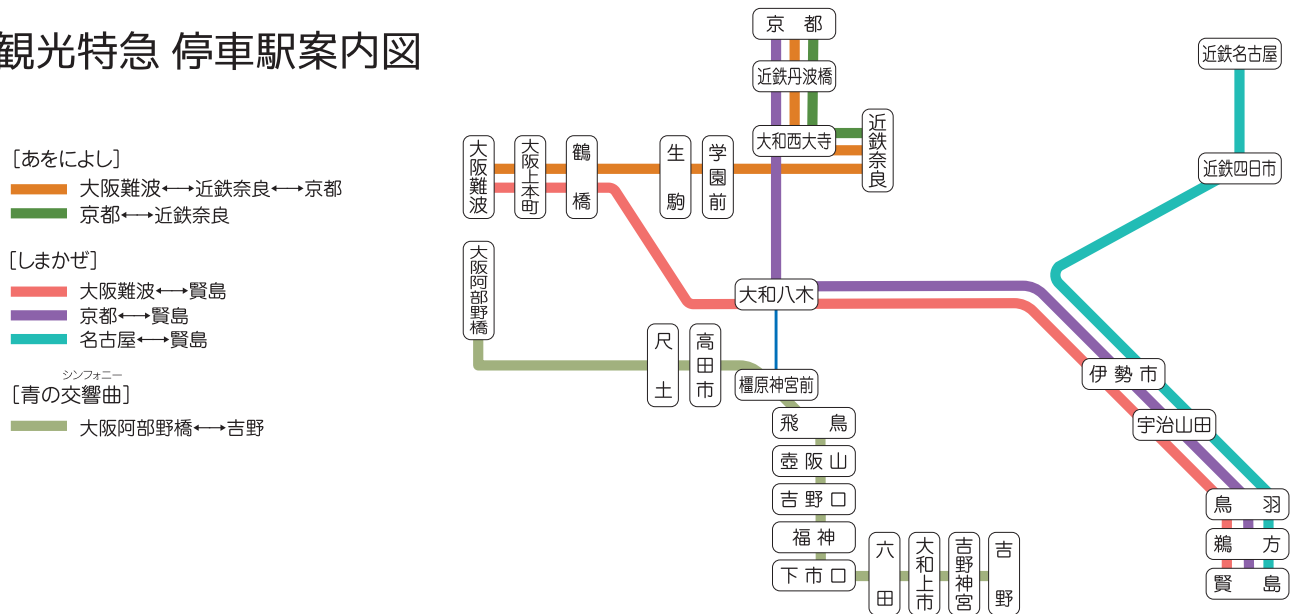 観光特急 停車駅案内図
[あをによし]
大阪難波⟷近鉄奈良⟷京都
京都⟷近鉄奈良
[しまかぜ]
大阪難波⟷賢島
京都⟷賢島
名古屋⟷賢島
シンフォニー
[青の交響曲]
大阪阿部野橋⟷吉野
京都
近鉄丹波橋
大和西大寺
近鉄奈良
大阪難波
大阪上本町
鶴橋
生駒
学園前
大阪阿部野橋
尺土
高田市
大和八木
橿原神宮前
飛鳥
壺阪山
吉野口
福神
下市口
六田
大和上市
吉野神宮
吉野
近鉄名古屋
近鉄四日市
伊勢市
宇治山田
鳥羽
鵜方
賢島